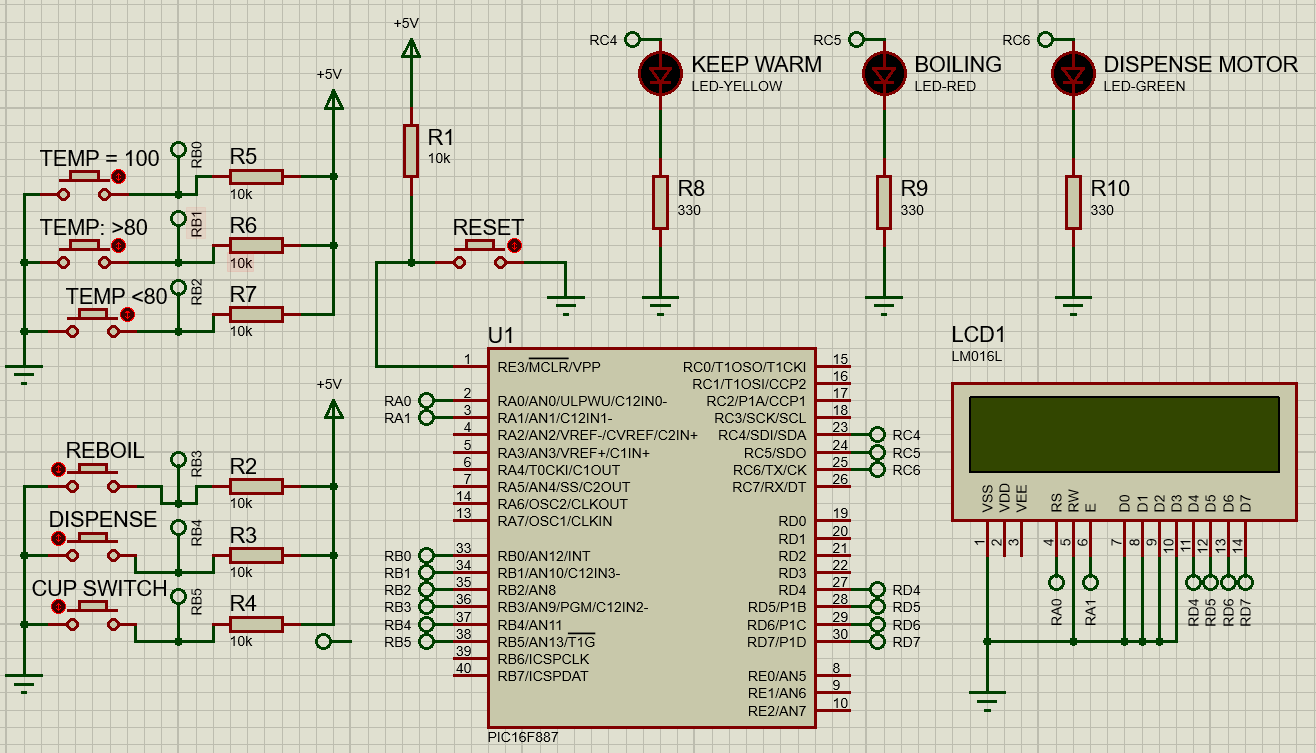 +5V
RC4
RC5
RC6
KEEP WARM
LED-YELLOW
BOILING
LED-RED
DISPENSE MOTOR
LED-GREEN
+5V
R1
10k
TEMP = 100
RB0
R5
10k
R8
330
R9
330
R10
330
TEMP: >80
RB1
R6
10k
RESET
TEMP <80
RB2
R7
10k
U1
1
RE3/MCLR/VPP
RA0
2
RA0/AN0/ULPWU/C12IN0-
RA1
3
RA1/AN1/C12IN1-
4
RA2/AN2/VREF-/CVREF/C2IN+
5
RA3/AN3/VREF+/C1IN+
6
RA4/T0CKI/C1OUT
7
RA5/AN4/SS/C2OUT
14
RA6/OSC2/CLKOUT
13
RA7/OSC1/CLKIN
RB0
33
RB0/AN12/INT
RB1
34
RB1/AN10/C12IN3-
RB2
35
RB2/AN8
RB3
36
RB3/AN9/PGM/C12IN2-
RB4
37
RB4/AN11
RB5
38
RB5/AN13/T1G
39
RB6/ICSPCLK
40
RB7/ICSPDAT
RC0/T1OSO/T1CKI
15
RC1/T1OSI/CCP2
16
RC2/P1A/CCP1
17
RC3/SCK/SCL
18
RC4/SDI/SDA
23
RC4
RC5/SDO
24
RC5
RC6/TX/CK
25
RC6
RC7/RX/DT
26
RD0
19
RD1
20
RD2
21
RD3
22
RD4
27
RD4
RD5/P1B
28
RD5
RD6/P1C
29
RD6
RD7/P1D
30
RD7
RE0/AN5
8
RE1/AN6
9
RE2/AN7
10
PIC16F887
+5V
REBOIL
RB3
R2
10k
DISPENSE
RB4
R3
10k
CUP SWITCH
RB5
R4
10k
LCD1
LM016L
VSS
VDD
VEE
RS
RW
E
D0
D1
D2
D3
D4
D5
D6
D7
1
2
3
4
5
6
7
8
9
10
11
12
13
14
RA0
RA1
RD4
RD5
RD6
RD7